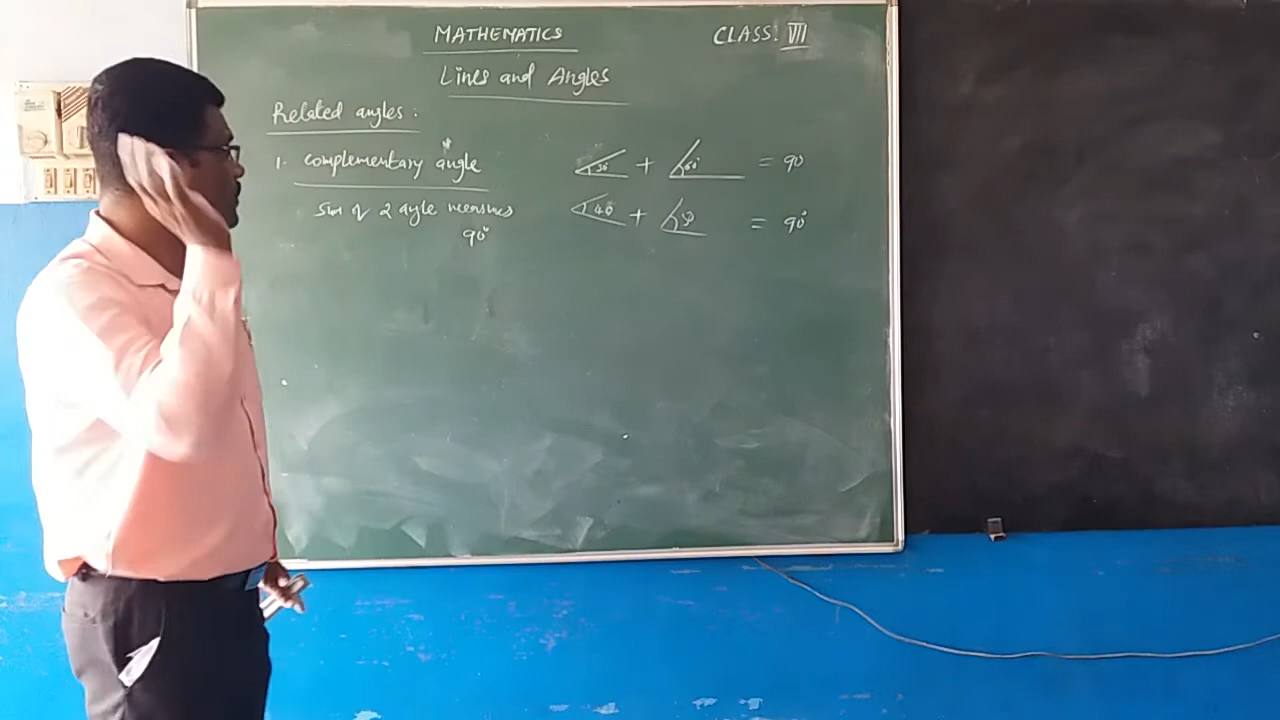 MATHEMATICS
CLASS: VII
Lines and Angles
Related angles:
1. Complementary angle
30° + 60° = 90
Sum of 2 angle measures
90°
40° + 50 = 90°